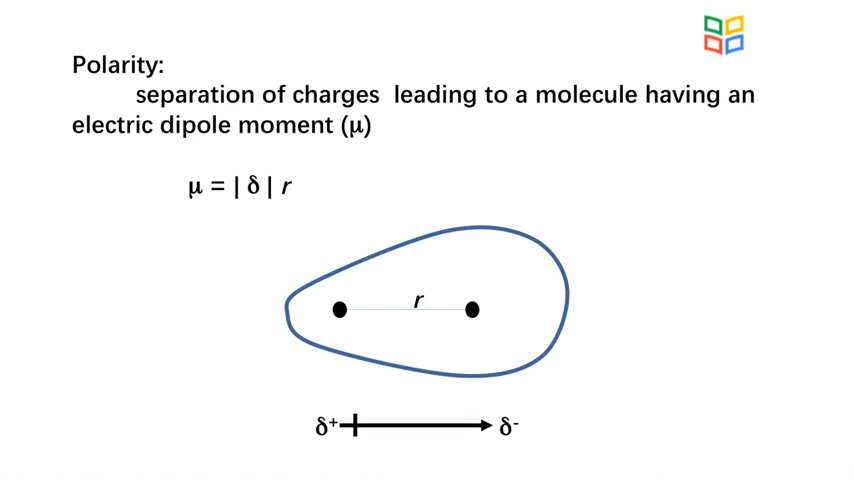 Polarity:
separation of charges leading to a molecule having an
electric dipole moment (μ)
μ = | δ | r
r
δ⁺ δ⁻